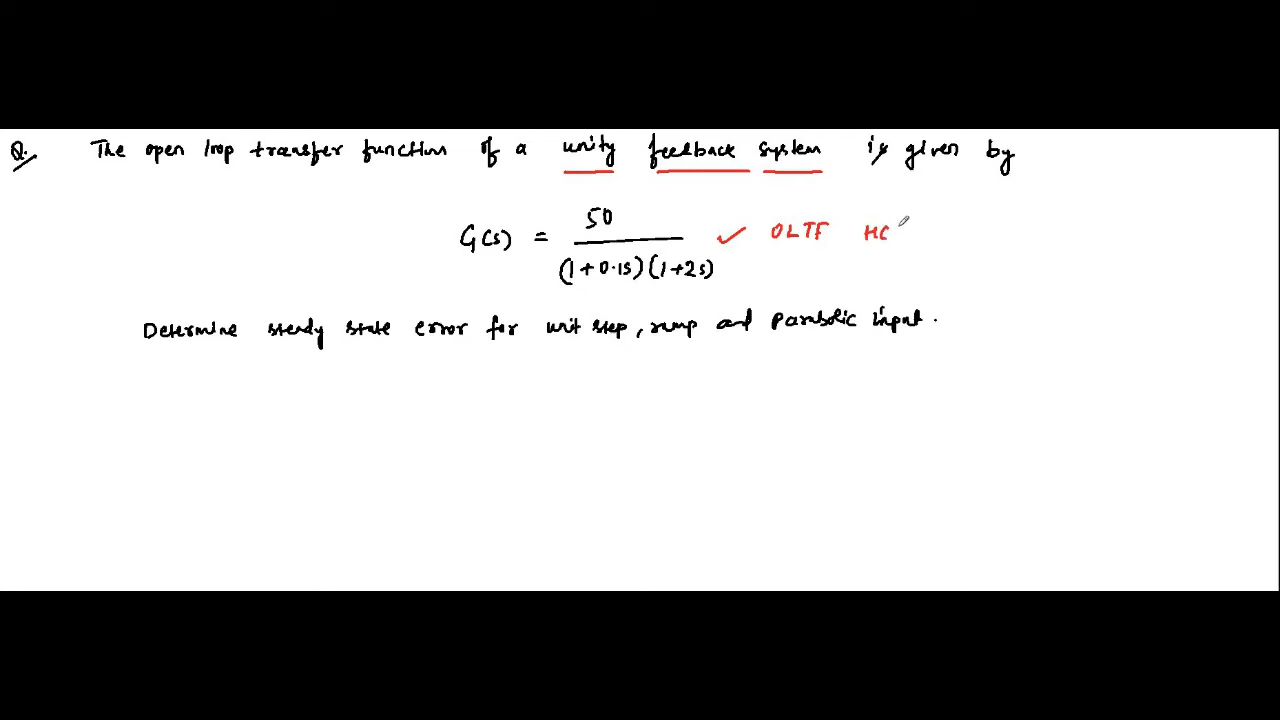 Q. The open loop transfer function of a unity feedback system is given by
G(s) = 50 / (1+0.1s)(1+2s) ✓ OLTF HC
Determine steady state error for unit step, ramp and parabolic input.